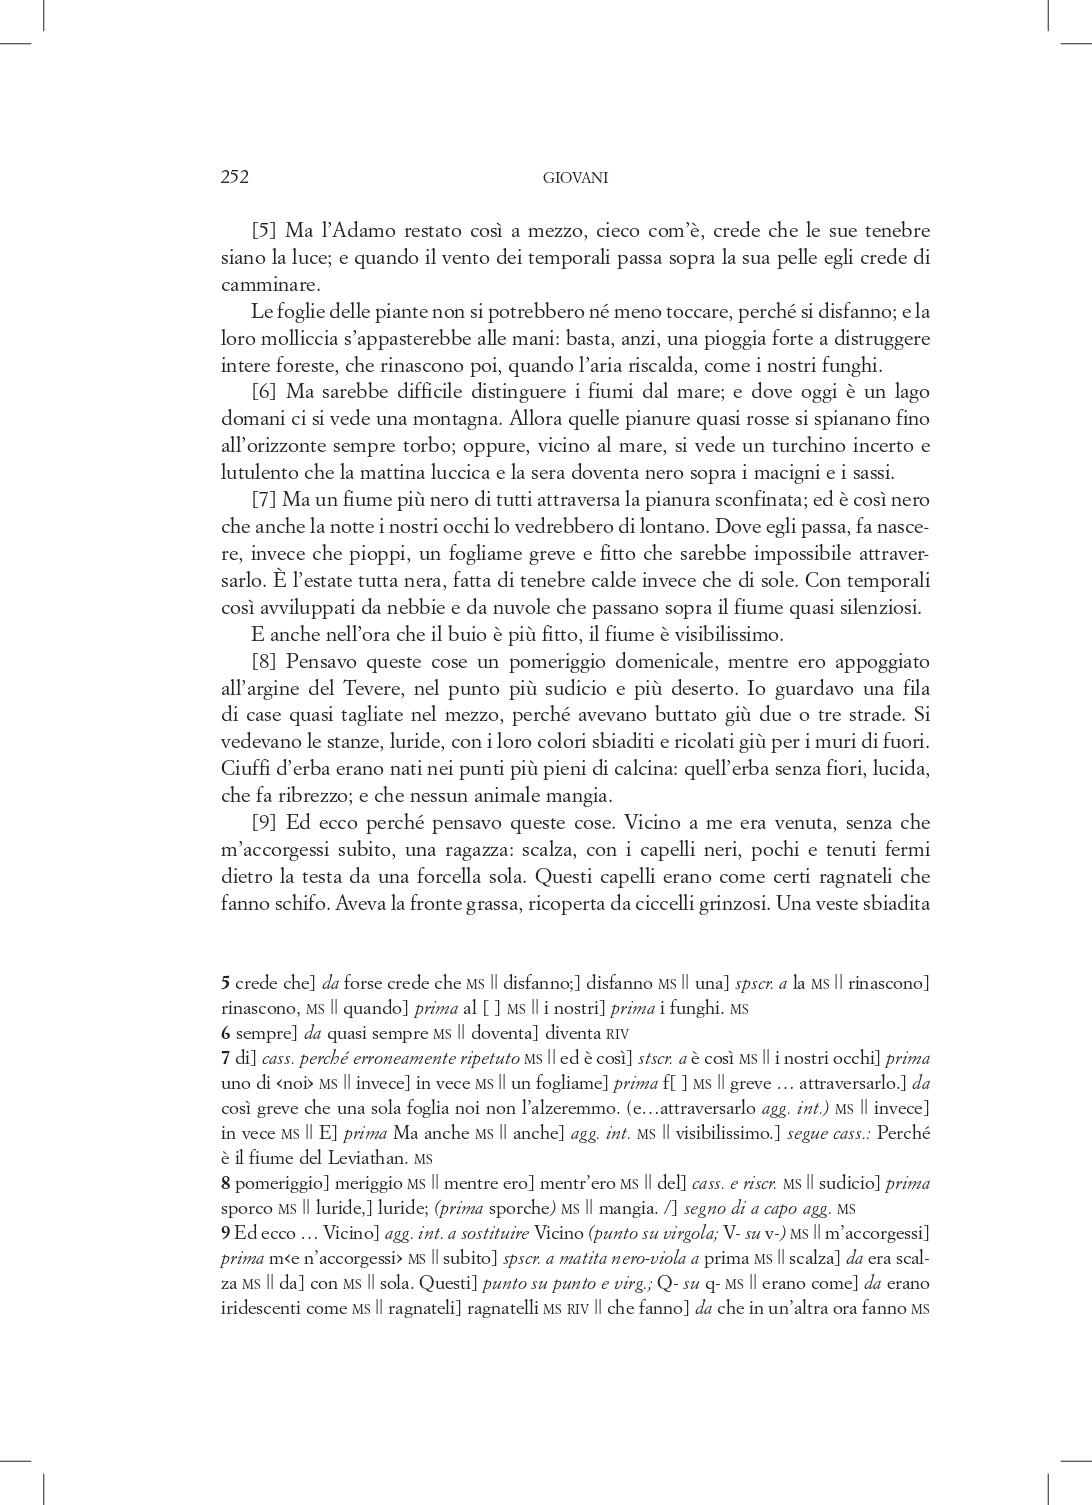 252
GIOVANI
[5] Ma l’Adamo restato così a mezzo, cieco com’è, crede che le sue tenebre
siano la luce; e quando il vento dei temporali passa sopra la sua pelle egli crede di
camminare.
Le foglie delle piante non si potrebbero né meno toccare, perché si disfanno; e la
loro molliccia s’appasterebbe alle mani: basta, anzi, una pioggia forte a distruggere
intere foreste, che rinascono poi, quando l’aria riscalda, come i nostri funghi.
[6] Ma sarebbe difficile distinguere i fiumi dal mare; e dove oggi è un lago
domani ci si vede una montagna. Allora quelle pianure quasi rosse si spianano fino
all’orizzonte sempre torbo; oppure, vicino al mare, si vede un turchino incerto e
lutulento che la mattina luccica e la sera doventa nero sopra i macigni e i sassi.
[7] Ma un fiume più nero di tutti attraversa la pianura sconfinata; ed è così nero
che anche la notte i nostri occhi lo vedrebbero di lontano. Dove egli passa, fa nasce-
re, invece che pioppi, un fogliame greve e fitto che sarebbe impossibile attraver-
sarlo. È l’estate tutta nera, fatta di tenebre calde invece che di sole. Con temporali
così avviluppati da nebbie e da nuvole che passano sopra il fiume quasi silenziosi.
E anche nell’ora che il buio è più fitto, il fiume è visibilissimo.
[8] Pensavo queste cose un pomeriggio domenicale, mentre ero appoggiato
all’argine del Tevere, nel punto più sudicio e più deserto. Io guardavo una fila
di case quasi tagliate nel mezzo, perché avevano buttato giù due o tre strade. Si
vedevano le stanze, luride, con i loro colori sbiaditi e ricolati giù per i muri di fuori.
Ciuffi d’erba erano nati nei punti più pieni di calcina: quell’erba senza fiori, lucida,
che fa ribrezzo; e che nessun animale mangia.
[9] Ed ecco perché pensavo queste cose. Vicino a me era venuta, senza che
m’accorgessi subito, una ragazza: scalza, con i capelli neri, pochi e tenuti fermi
dietro la testa da una forcella sola. Questi capelli erano come certi ragnateli che
fanno schifo. Aveva la fronte grassa, ricoperta da ciccelli grinzosi. Una veste sbiadita
5 crede che] da forse crede che MS || disfanno;] disfanno MS || una] spscr. a la MS || rinascono]
rinascono, MS || quando] prima al [ ] MS || i nostri] prima i funghi. MS
6 sempre] da quasi sempre MS || doventa] diventa RIV
7 di] cass. perché erroneamente ripetuto MS || ed è così] stscr. a è così MS || i nostri occhi] prima
uno di ‹noi› MS || invece] in vece MS || un fogliame] prima f[ ] MS || greve … attraversarlo.] da
così greve che una sola foglia noi non l’alzeremmo. (e…attraversarlo agg. int.) MS || invece]
in vece MS || E] prima Ma anche MS || anche] agg. int. MS || visibilissimo.] segue cass.: Perché
è il fiume del Leviathan. MS
8 pomeriggio] meriggio MS || mentre ero] mentr’ero MS || del] cass. e riscr. MS || sudicio] prima
sporco MS || luride,] luride; (prima sporche) MS || mangia. /] segno di a capo agg. MS
9 Ed ecco … Vicino] agg. int. a sostituire Vicino (punto su virgola; V- su v-) MS || m’accorgessi]
prima m‹e n’accorgessi› MS || subito] spscr. a matita nero-viola a prima MS || scalza] da era scal-
za MS || da] con MS || sola. Questi] punto su punto e virg.; Q- su q- MS || erano come] da erano
iridescenti come MS || ragnateli] ragnatelli MS RIV || che fanno] da che in un’altra ora fanno MS